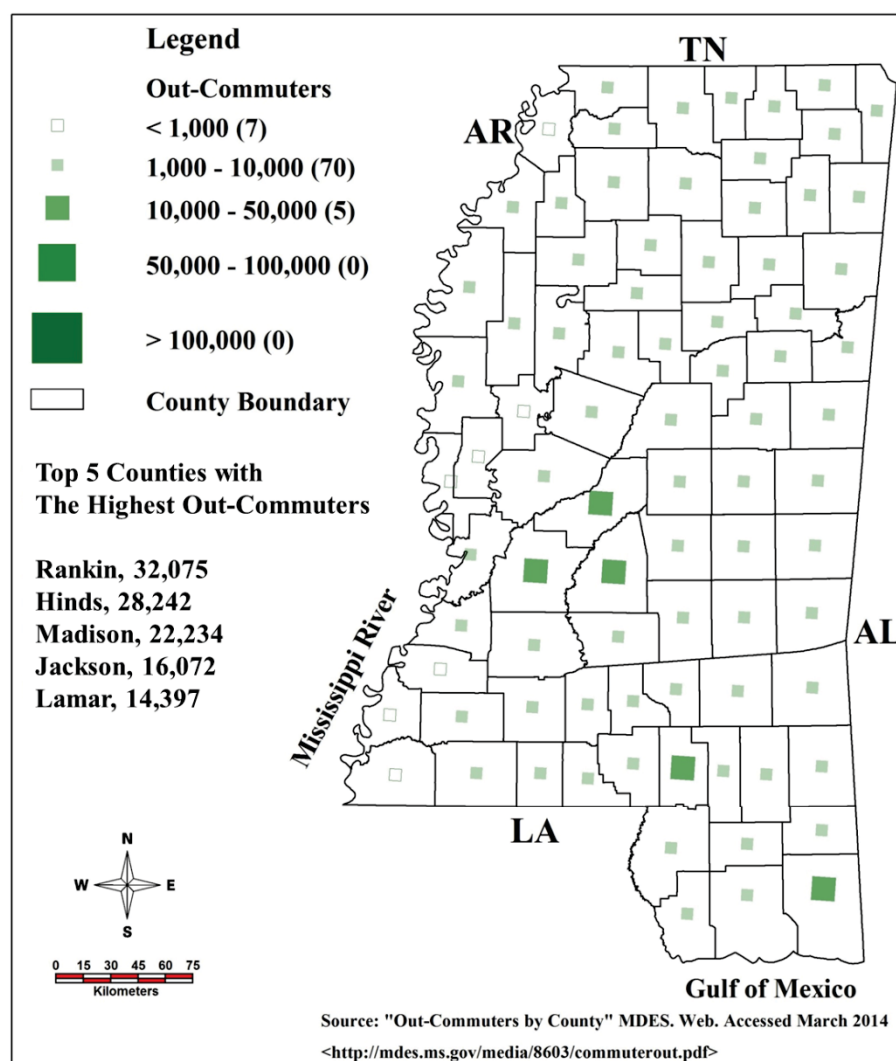 Legend
Out-Commuters
< 1,000 (7)
1,000 - 10,000 (70)
10,000 - 50,000 (5)
50,000 - 100,000 (0)
> 100,000 (0)
County Boundary
Top 5 Counties with
The Highest Out-Commuters
Rankin, 32,075
Hinds, 28,242
Madison, 22,234
Jackson, 16,072
Lamar, 14,397
TN
AR
AL
Mississippi River
LA
N
W E
S
0 15 30 45 60 75
Kilometers
Gulf of Mexico
Source: "Out-Commuters by County" MDES. Web. Accessed March 2014
<http://mdes.ms.gov/media/8603/commuterout.pdf>